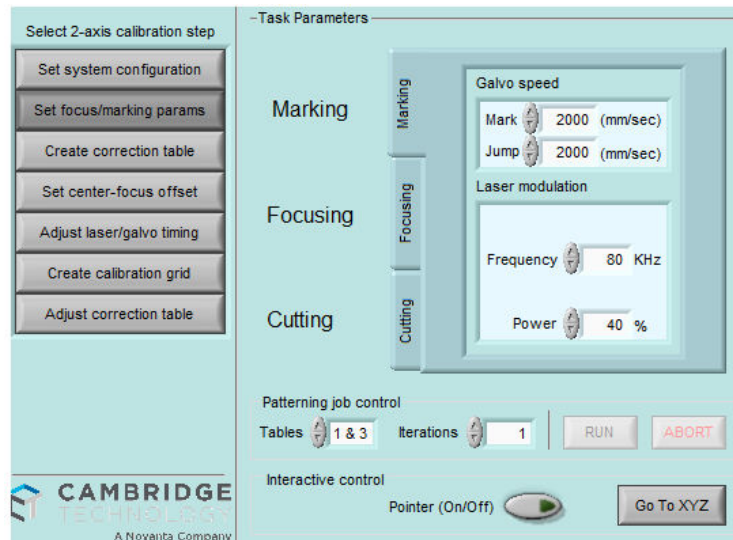 Select 2-axis calibration step
Set system configuration
Set focus/marking params
Create correction table
Set center-focus offset
Adjust laser/galvo timing
Create calibration grid
Adjust correction table
CAMBRIDGE
TECHNOLOGY
A Novanta Company
Task Parameters
Marking
Focusing
Cutting
Marking
Focusing
Cutting
Galvo speed
Mark 2000 (mm/sec)
Jump 2000 (mm/sec)
Laser modulation
Frequency 80 KHz
Power 40 %
Patterning job control
Tables 1 & 3 Iterations 1 RUN ABORT
Interactive control
Pointer (On/Off) Go To XYZ